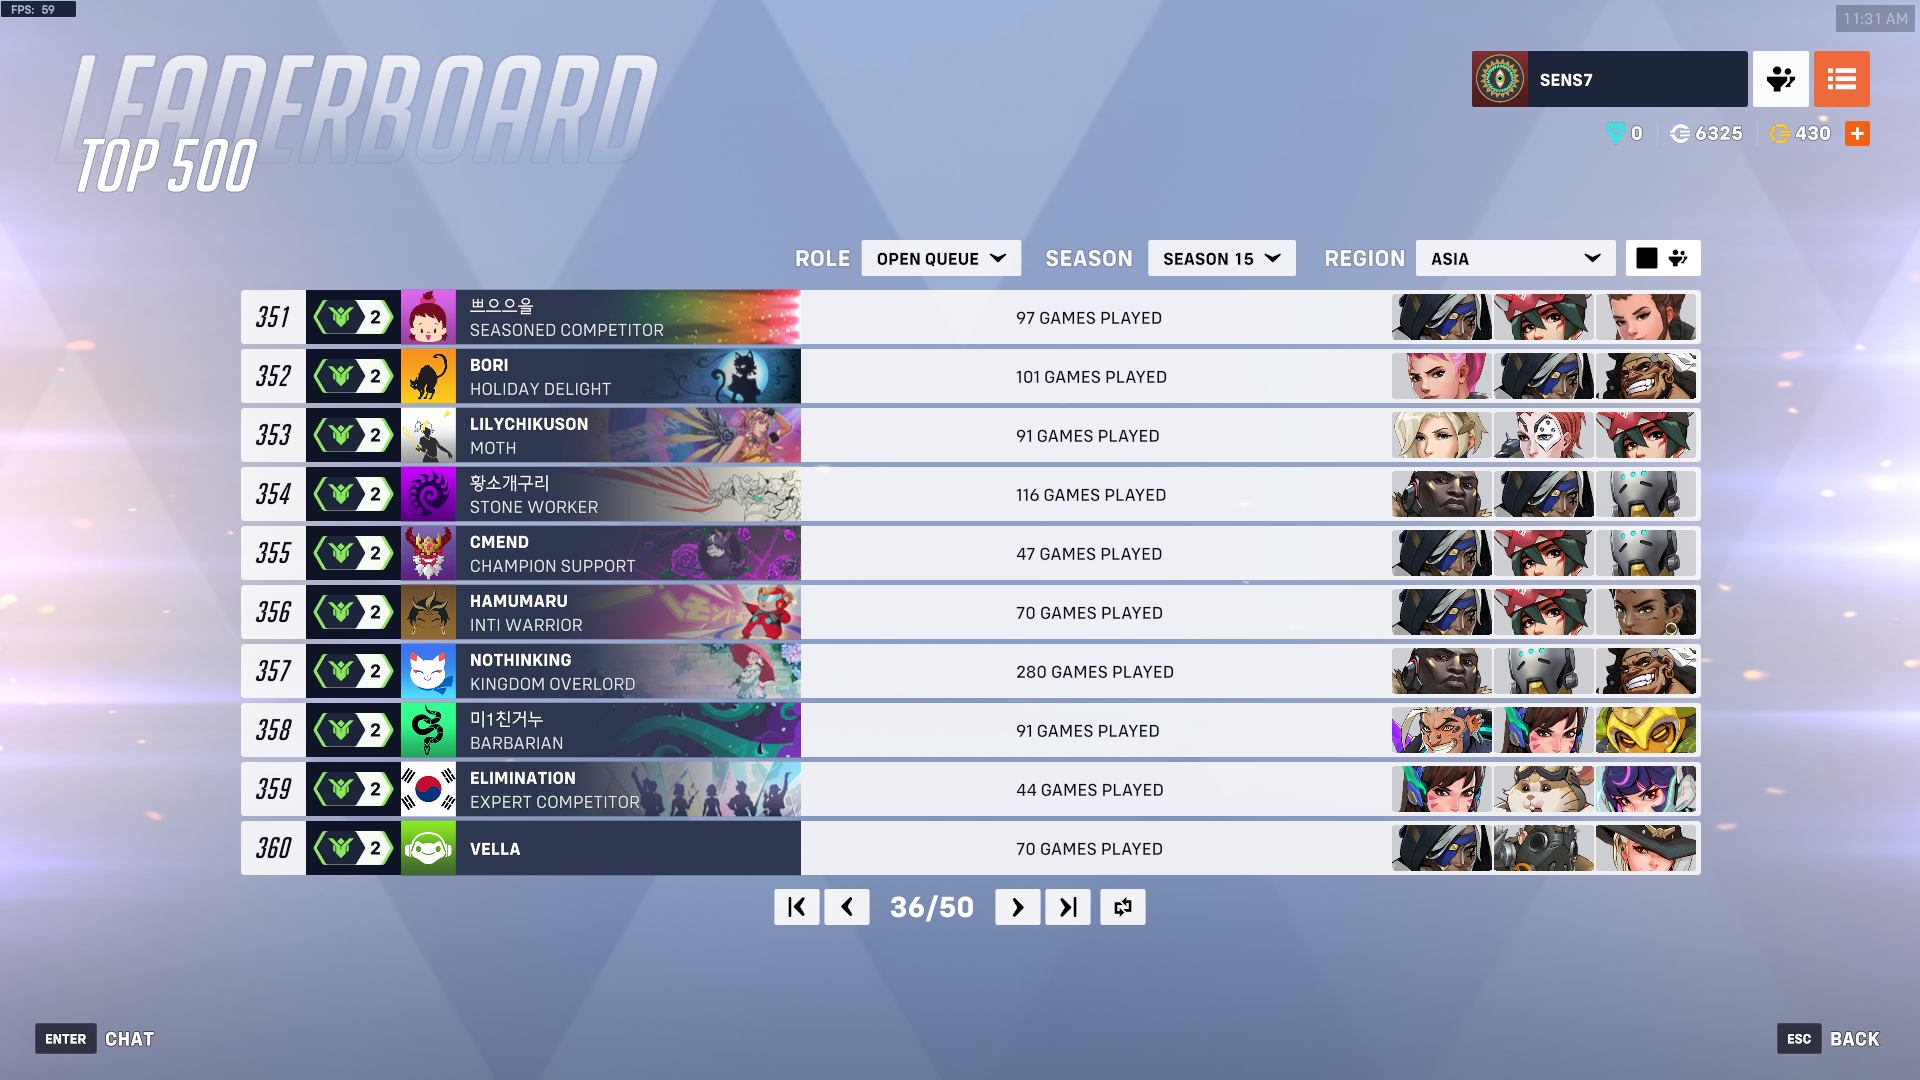 FPS: 59
11:31 AM
LEADERBOARD
TOP 500
SENS7
0 6325 430
ROLE OPEN QUEUE SEASON SEASON 15 REGION ASIA
351 2 쁘으으을 SEASONED COMPETITOR 97 GAMES PLAYED
352 2 BORI HOLIDAY DELIGHT 101 GAMES PLAYED
353 2 LILYCHIKUSON MOTH 91 GAMES PLAYED
354 2 황소개구리 STONE WORKER 116 GAMES PLAYED
355 2 CMEND CHAMPION SUPPORT 47 GAMES PLAYED
356 2 HAMUMARU INTI WARRIOR 70 GAMES PLAYED
357 2 NOTHINKING KINGDOM OVERLORD 280 GAMES PLAYED
358 2 미1친거누 BARBARIAN 91 GAMES PLAYED
359 2 ELIMINATION EXPERT COMPETITOR 44 GAMES PLAYED
360 2 VELLA 70 GAMES PLAYED
36/50
ENTER CHAT
ESC BACK